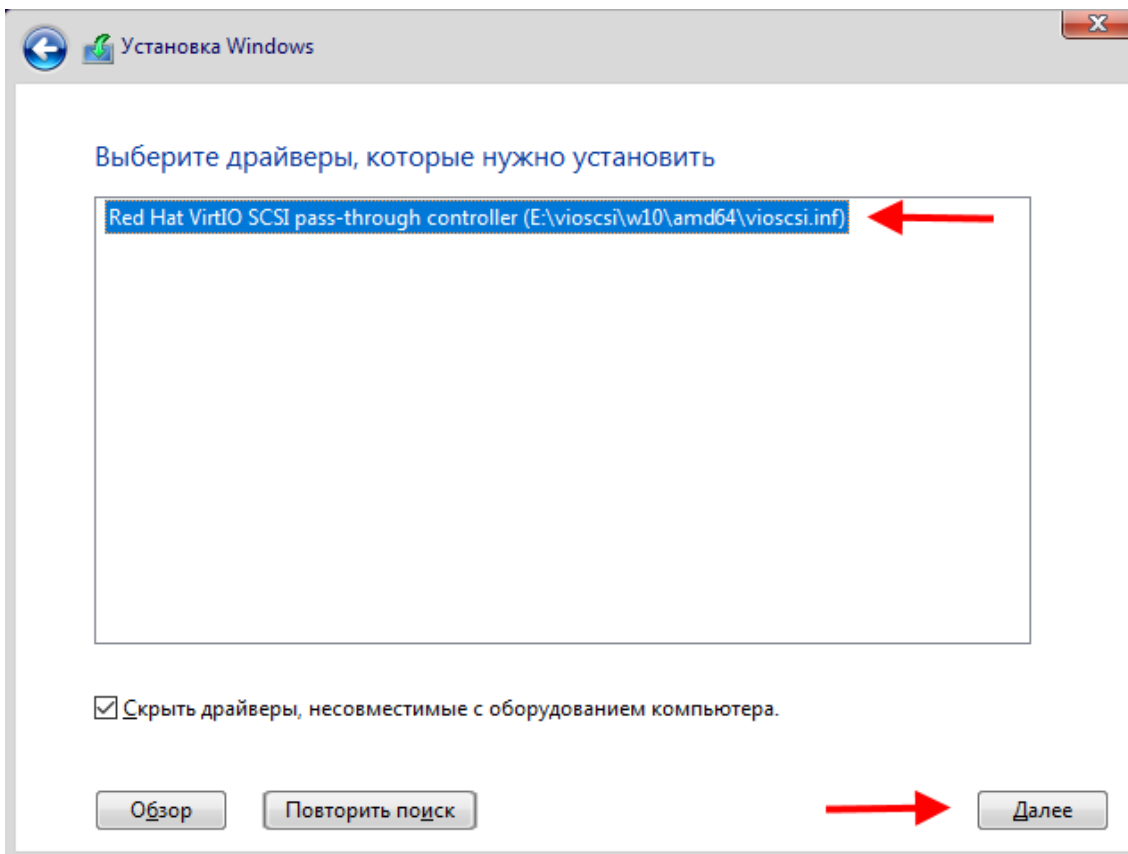 Установка Windows
Выберите драйверы, которые нужно установить
Red Hat VirtIO SCSI pass-through controller (E:\vioscsi\w10\amd64\vioscsi.inf)
Скрыть драйверы, несовместимые с оборудованием компьютера.
Обзор
Повторить поиск
Далее